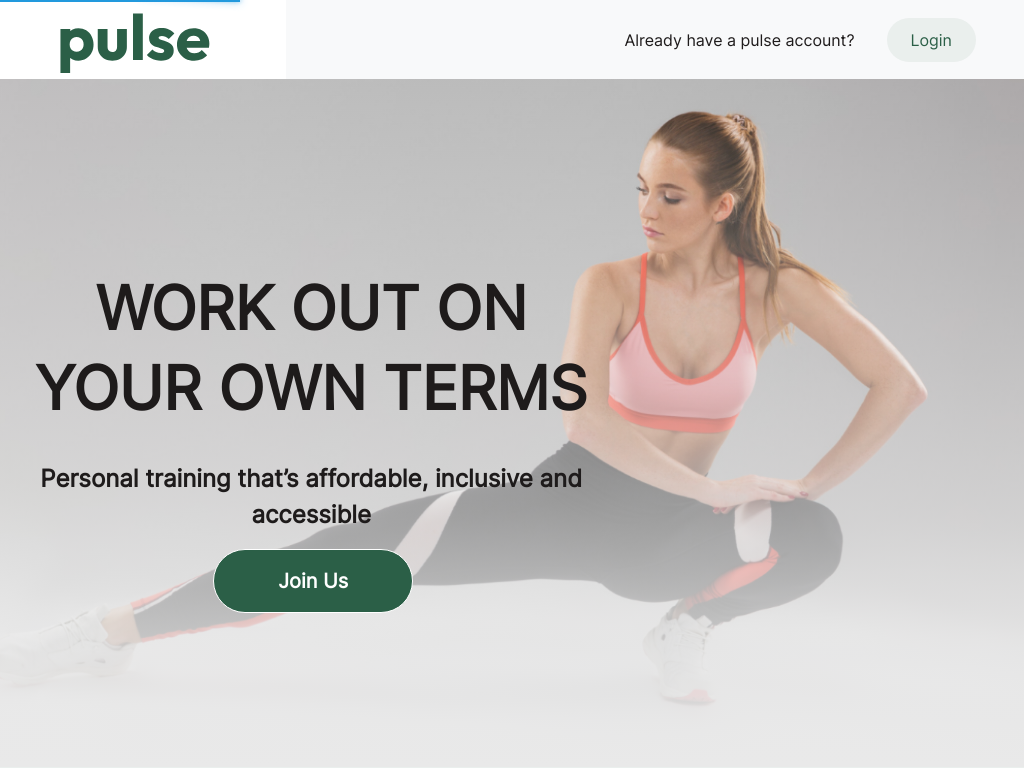 pulse
Already have a pulse account?
Login
WORK OUT ON
YOUR OWN TERMS
Personal training that’s affordable, inclusive and
accessible
Join Us